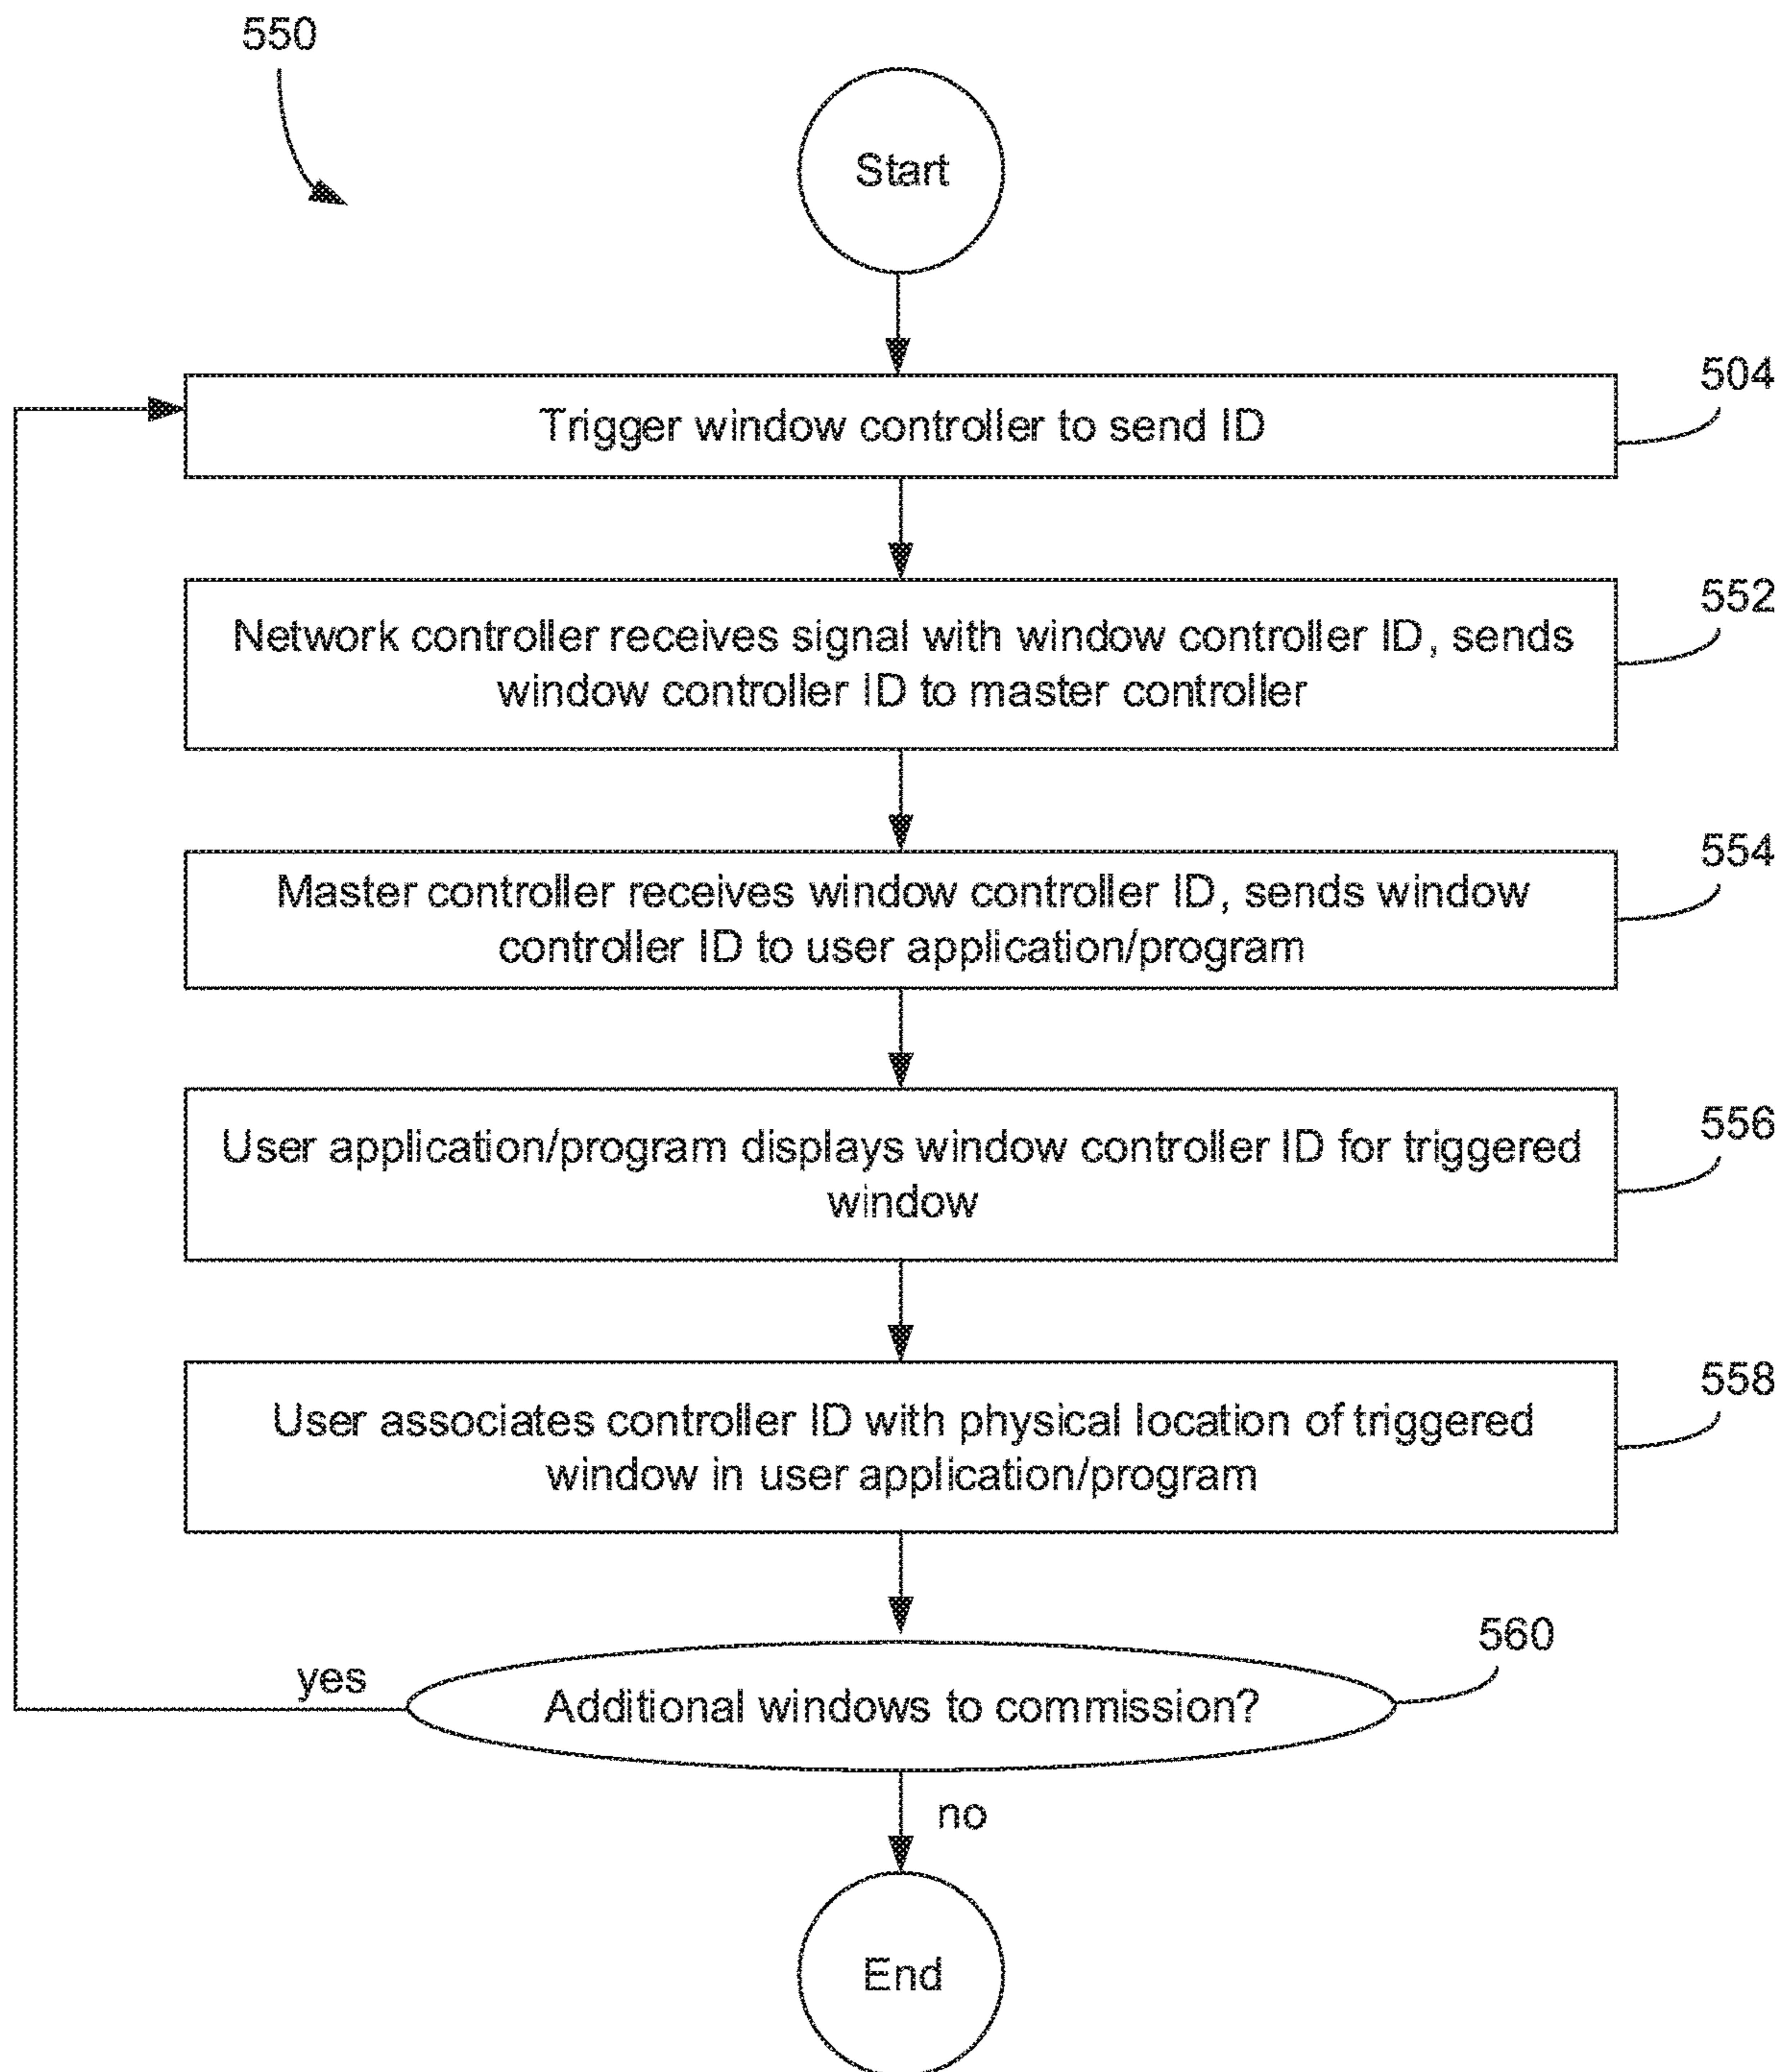 550
Start
504
Trigger window controller to send ID
552
Network controller receives signal with window controller ID, sends
window controller ID to master controller
554
Master controller receives window controller ID, sends window
controller ID to user application/program
556
User application/program displays window controller ID for triggered
window
558
User associates controller ID with physical location of triggered
window in user application/program
560
yes
Additional windows to commission?
no
End